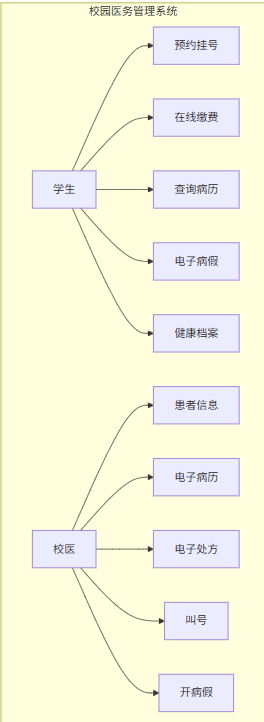 校园医务管理系统
预约挂号
在线缴费
学生
查询病历
电子病假
健康档案
患者信息
电子病历
校医
电子处方
叫号
开病假